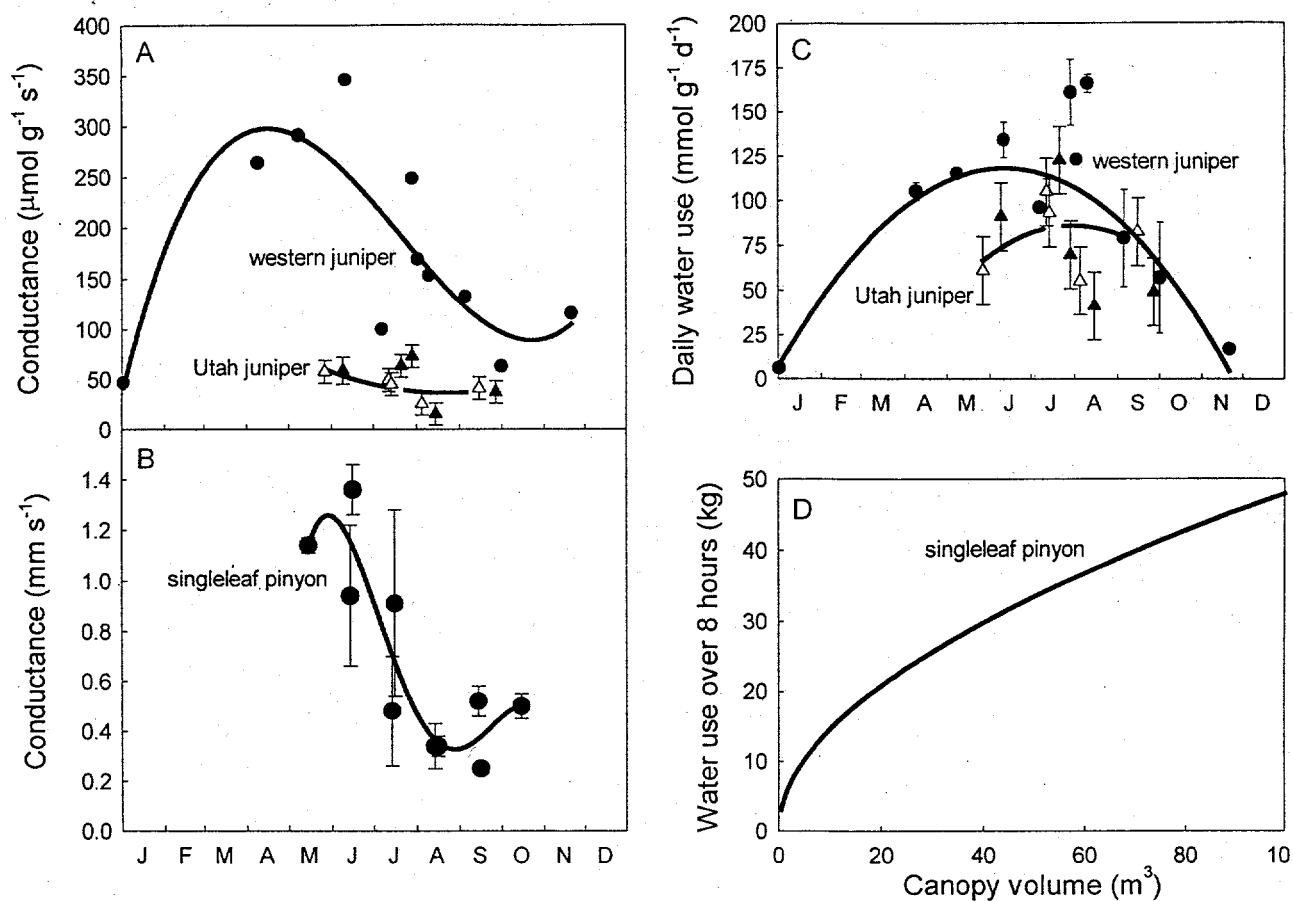 A
Conductance (μmol g⁻¹ s⁻¹)
400
350
300
250
200
150
100
50
0
western juniper
Utah juniper
B
Conductance (mm s⁻¹)
1.4
1.2
1.0
0.8
0.6
0.4
0.2
0.0
singleleaf pinyon
J F M A M J J A S O N D
C
Daily water use (mmol g⁻¹ d⁻¹)
200
175
150
125
100
75
50
25
0
western juniper
Utah juniper
J F M A M J J A S O N D
D
Water use over 8 hours (kg)
50
40
30
20
10
0
singleleaf pinyon
0 20 40 60 80 10
Canopy volume (m³)